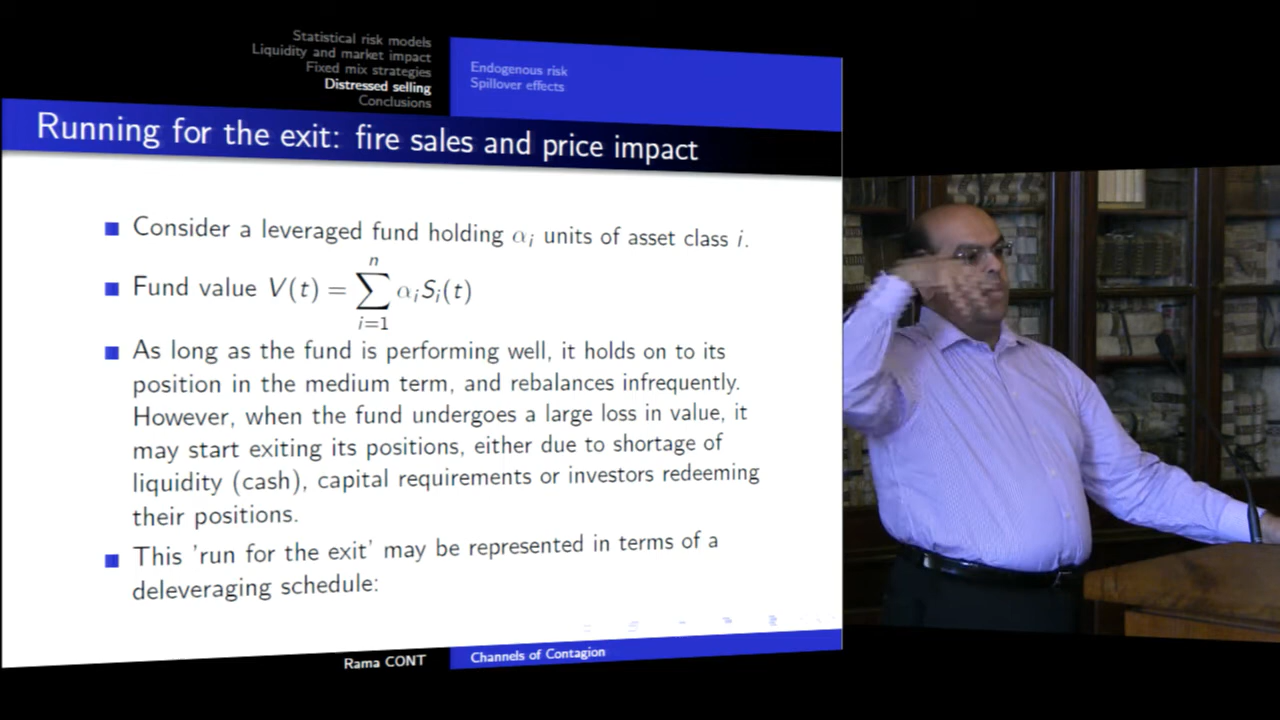 Statistical risk models
Liquidity and market impact
Fixed mix strategies
Distressed selling
Conclusions
Endogenous risk
Spillover effects
Running for the exit: fire sales and price impact
Consider a leveraged fund holding αᵢ units of asset class i.
Fund value V(t) = ∑ⁿᵢ₌₁ αᵢSᵢ(t)
As long as the fund is performing well, it holds on to its
position in the medium term, and rebalances infrequently.
However, when the fund undergoes a large loss in value, it
may start exiting its positions, either due to shortage of
liquidity (cash), capital requirements or investors redeeming
their positions.
This 'run for the exit' may be represented in terms of a
deleveraging schedule:
Rama CONT
Channels of Contagion